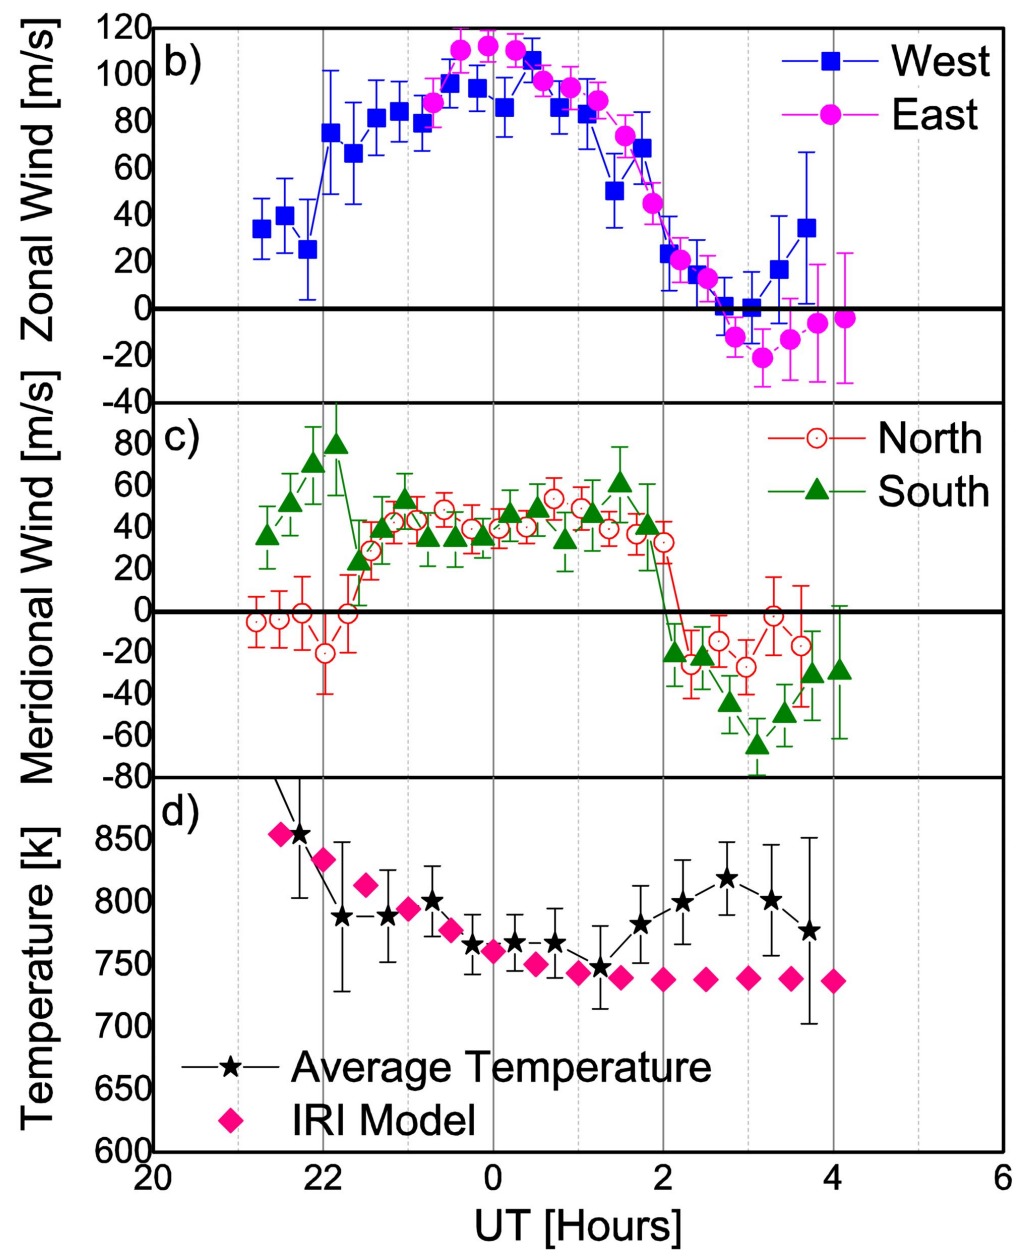 Zonal Wind [m/s]
120
100
80
60
40
20
0
-20
-40
b)
West
East
Meridional Wind [m/s]
80
60
40
20
0
-20
-40
-60
-80
c)
North
South
Temperature [k]
850
800
750
700
650
600
d)
Average Temperature
IRI Model
20 22 0 2 4 6
UT [Hours]